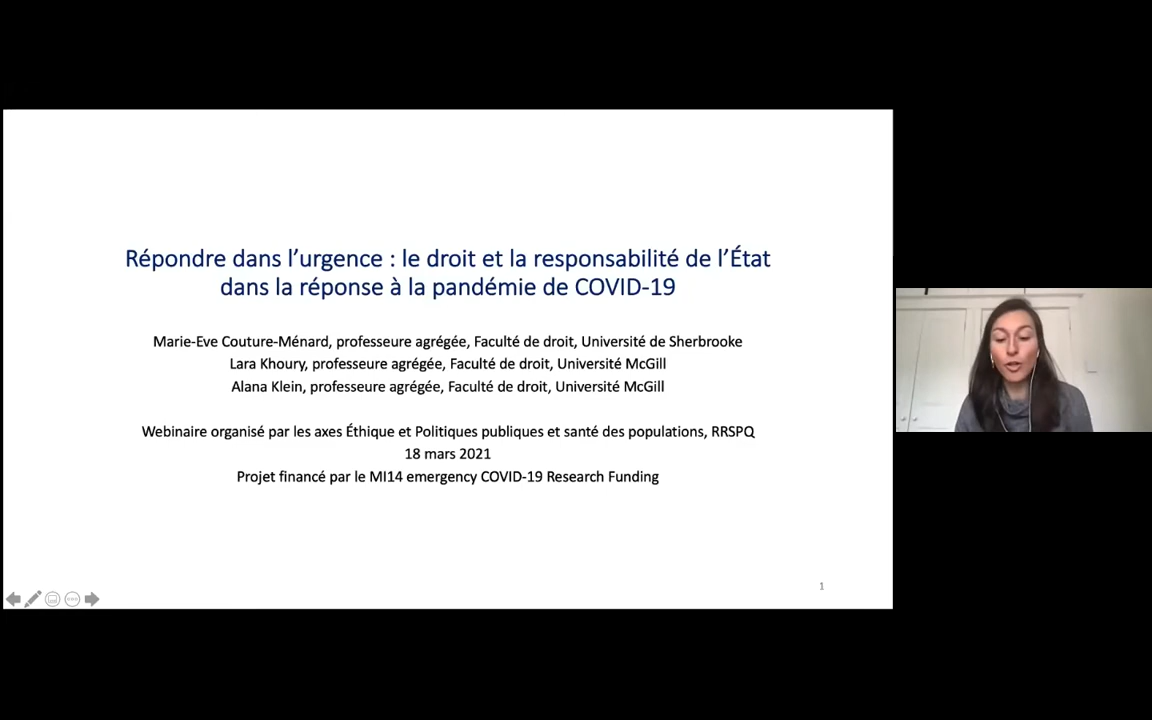 Répondre dans l’urgence : le droit et la responsabilité de l’État
dans la réponse à la pandémie de COVID-19
Marie-Eve Couture-Ménard, professeure agrégée, Faculté de droit, Université de Sherbrooke
Lara Khoury, professeure agrégée, Faculté de droit, Université McGill
Alana Klein, professeure agrégée, Faculté de droit, Université McGill
Webinaire organisé par les axes Éthique et Politiques publiques et santé des populations, RRSPQ
18 mars 2021
Projet financé par le MI14 emergency COVID-19 Research Funding
1